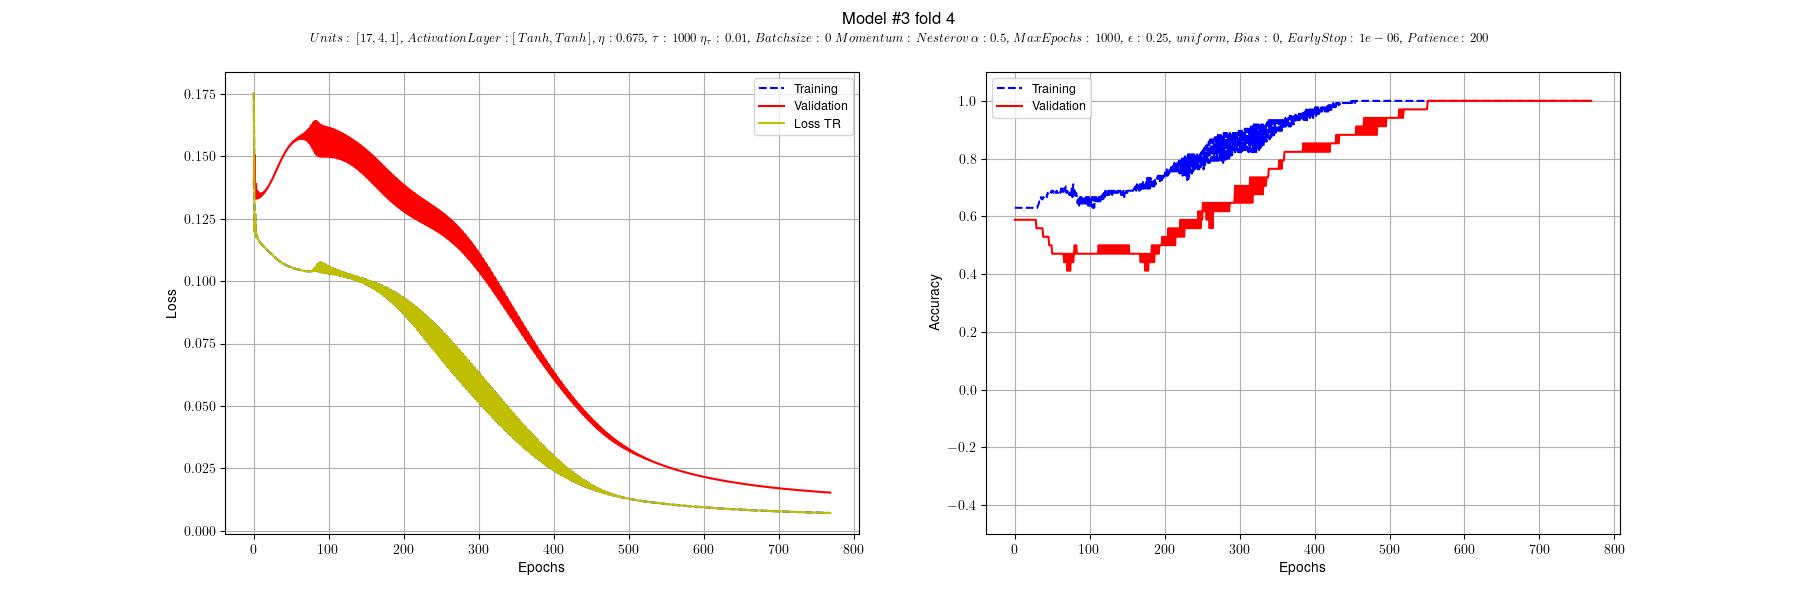 Model #3 fold 4
Units : [17, 4, 1], ActivationLayer : [Tanh, Tanh], η : 0.675, τ : 1000 ητ : 0.01, Batchsize : 0 Momentum : Nesterov α : 0.5, MaxEpochs : 1000, ϵ : 0.25, uniform, Bias : 0, EarlyStop : 1e − 06, Patience : 200
Training
Validation
Loss TR
0.175
0.150
0.125
0.100
0.075
0.050
0.025
0.000
Loss
0 100 200 300 400 500 600 700 800
Epochs
Training
Validation
1.0
0.8
0.6
0.4
0.2
0.0
−0.2
−0.4
Accuracy
0 100 200 300 400 500 600 700 800
Epochs